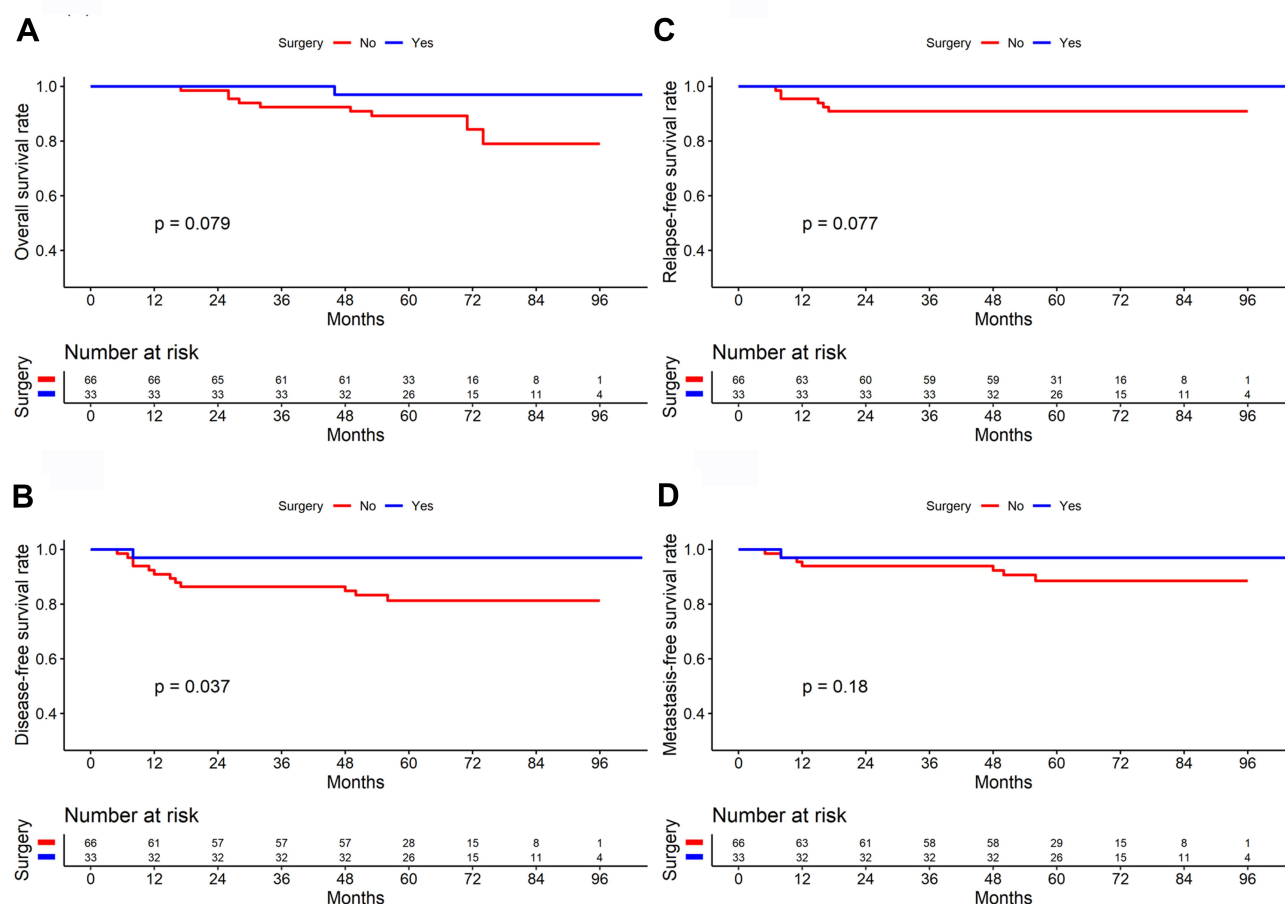 A
Surgery No Yes
Overall survival rate
1.0
0.8
0.6
0.4
p = 0.079
0 12 24 36 48 60 72 84 96
Months
Number at risk
Surgery
66 66 65 61 61 33 16 8 1
33 33 33 33 32 26 15 11 4
0 12 24 36 48 60 72 84 96
Months
C
Surgery No Yes
Relapse-free survival rate
1.0
0.8
0.6
0.4
p = 0.077
0 12 24 36 48 60 72 84 96
Months
Number at risk
Surgery
66 63 60 59 59 31 16 8 1
33 33 33 33 32 26 15 11 4
0 12 24 36 48 60 72 84 96
Months
B
Surgery No Yes
Disease-free survival rate
1.0
0.8
0.6
0.4
p = 0.037
0 12 24 36 48 60 72 84 96
Months
Number at risk
Surgery
66 61 57 57 57 28 15 8 1
33 32 32 32 32 26 15 11 4
0 12 24 36 48 60 72 84 96
Months
D
Surgery No Yes
Metastasis-free survival rate
1.0
0.8
0.6
0.4
p = 0.18
0 12 24 36 48 60 72 84 96
Months
Number at risk
Surgery
66 63 61 58 58 29 15 8 1
33 32 32 32 32 26 15 11 4
0 12 24 36 48 60 72 84 96
Months